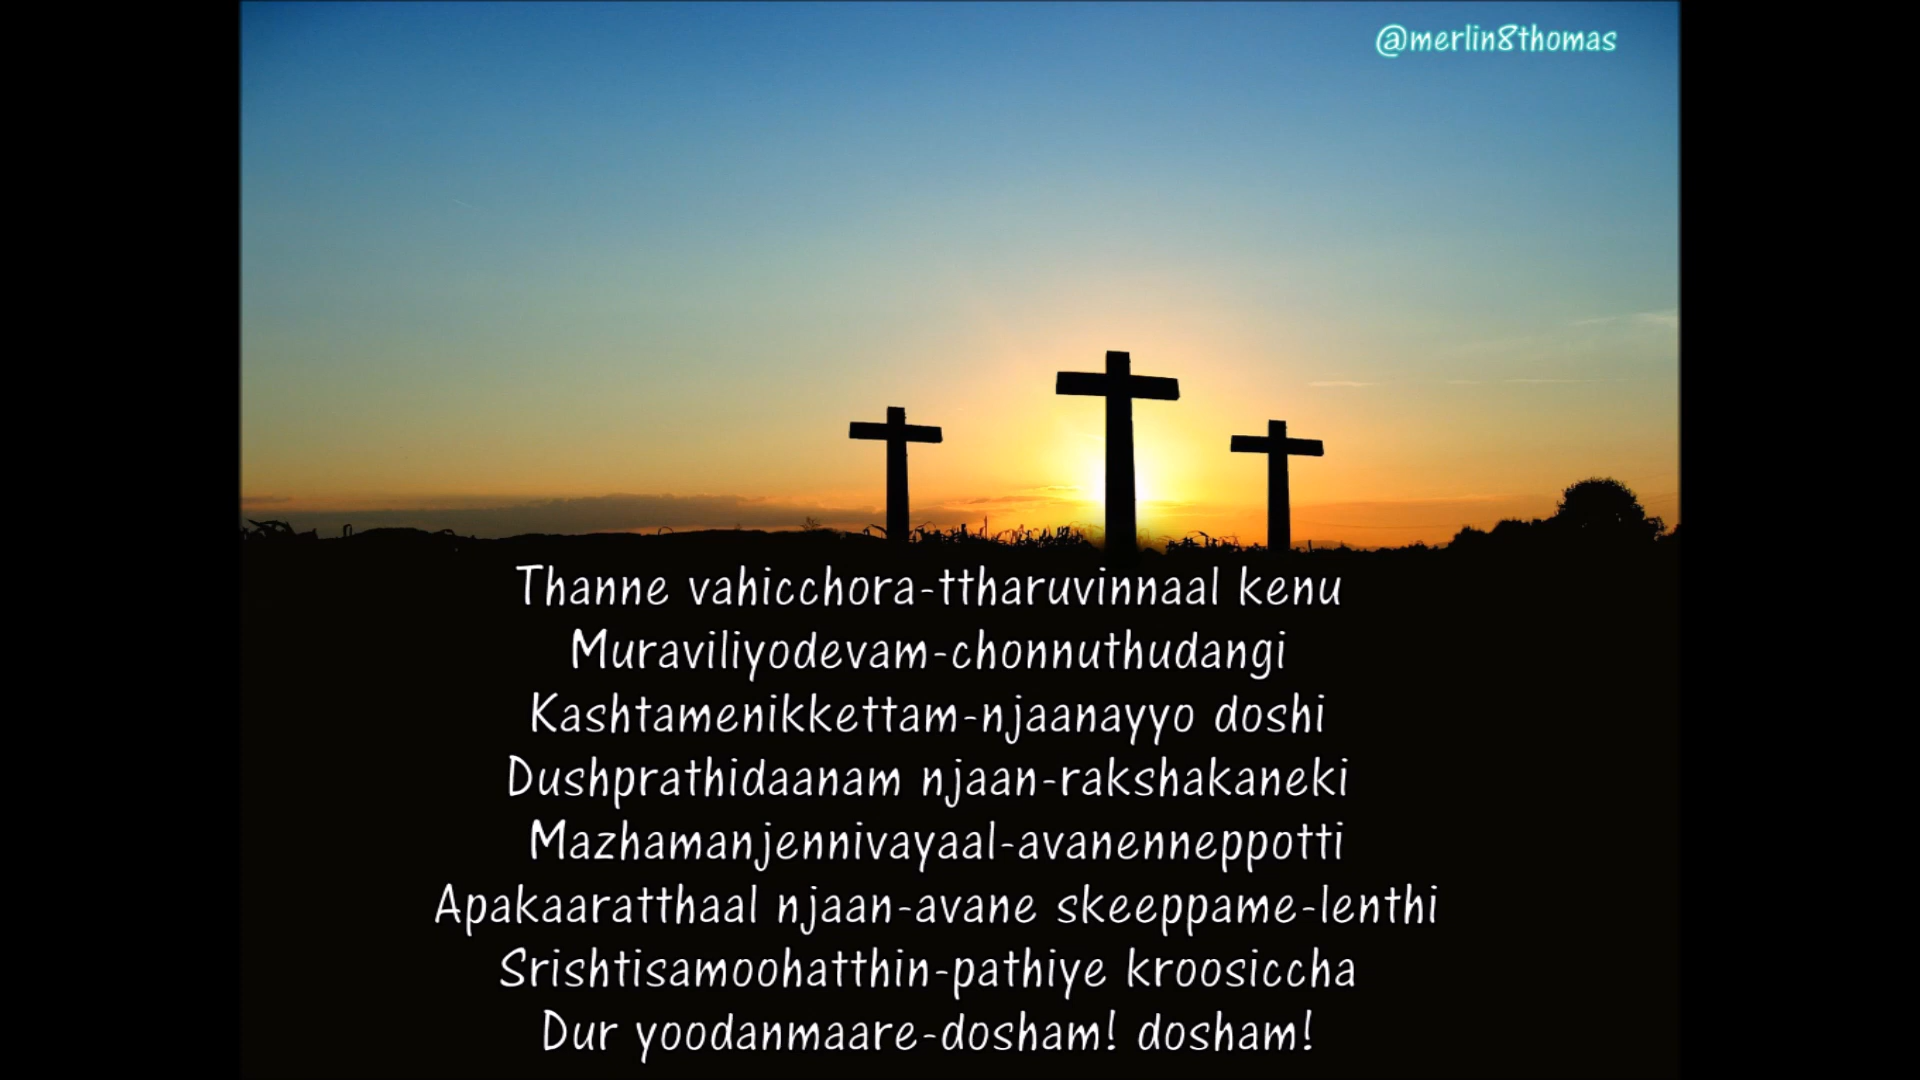 @merlin8thomas
Thanne vahicchora-ttharuvinnaal kenu
Muraviliyodevam-chonnuthudangi
Kashtamenikkettam-njaanayyo doshi
Dushprathidaanam njaan-rakshakaneki
Mazhamanjennivayaal-avanenneppotti
Apakaaratthaal njaan-avane skeeppame-lenthi
Srishtisamoohatthin-pathiye kroosiccha
Dur yoodanmaare-dosham! dosham!